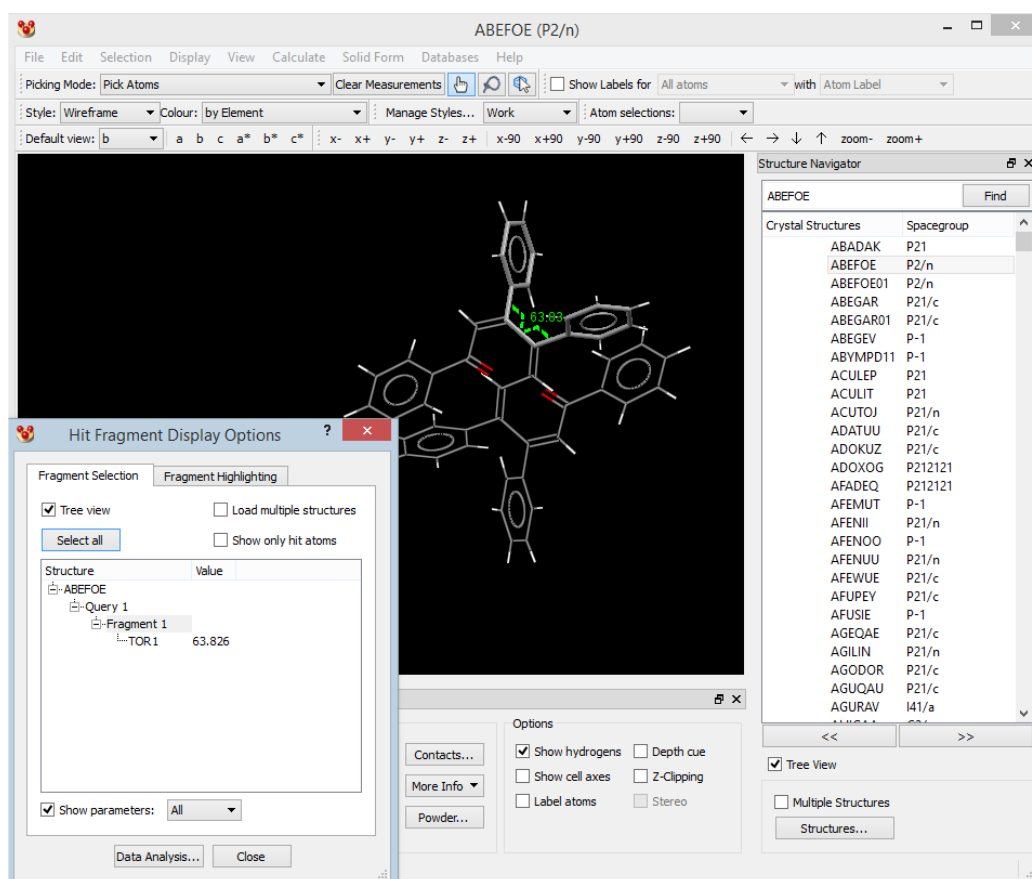 ABEFOE (P2/n)
File Edit Selection Display View Calculate Solid Form Databases Help
Picking Mode: Pick Atoms Clear Measurements Show Labels for All atoms with Atom Label
Style: Wireframe Colour: by Element Manage Styles... Work Atom selections:
Default view: b a b c a* b* c* x- x+ y- y+ z- z+ x-90 x+90 y-90 y+90 z-90 z+90 ← → ↓ ↑ zoom- zoom+
Structure Navigator
ABEFOE Find
Crystal Structures Spacegroup
ABADAK P21
ABEFOE P2/n
ABEFOE01 P2/n
ABEGAR P21/c
ABEGAR01 P21/c
ABEGEV P-1
ABYMPD11 P-1
ACULEP P21
ACULIT P21
ACUTOJ P21/n
ADATUU P21/c
ADOKUZ P21/c
ADOXOG P212121
AFADEQ P212121
AFEMUT P-1
AFENII P21/n
AFENOO P-1
AFENUU P21/n
AFEWUE P21/c
AFUPEY P21/c
AFUSIE P-1
AGEQAE P21/c
AGILIN P21/n
AGODOR P21/c
AGUQAU P21/c
AGURAV I41/a
<< >>
Tree View
Multiple Structures
Structures...
63.83
Hit Fragment Display Options ? ×
Fragment Selection Fragment Highlighting
Tree view Load multiple structures
Select all Show only hit atoms
Structure Value
ABEFOE
Query 1
Fragment 1
TOR1 63.826
Show parameters: All
Data Analysis... Close
Contacts...
More Info
Powder...
Options
Show hydrogens Depth cue
Show cell axes Z-Clipping
Label atoms Stereo